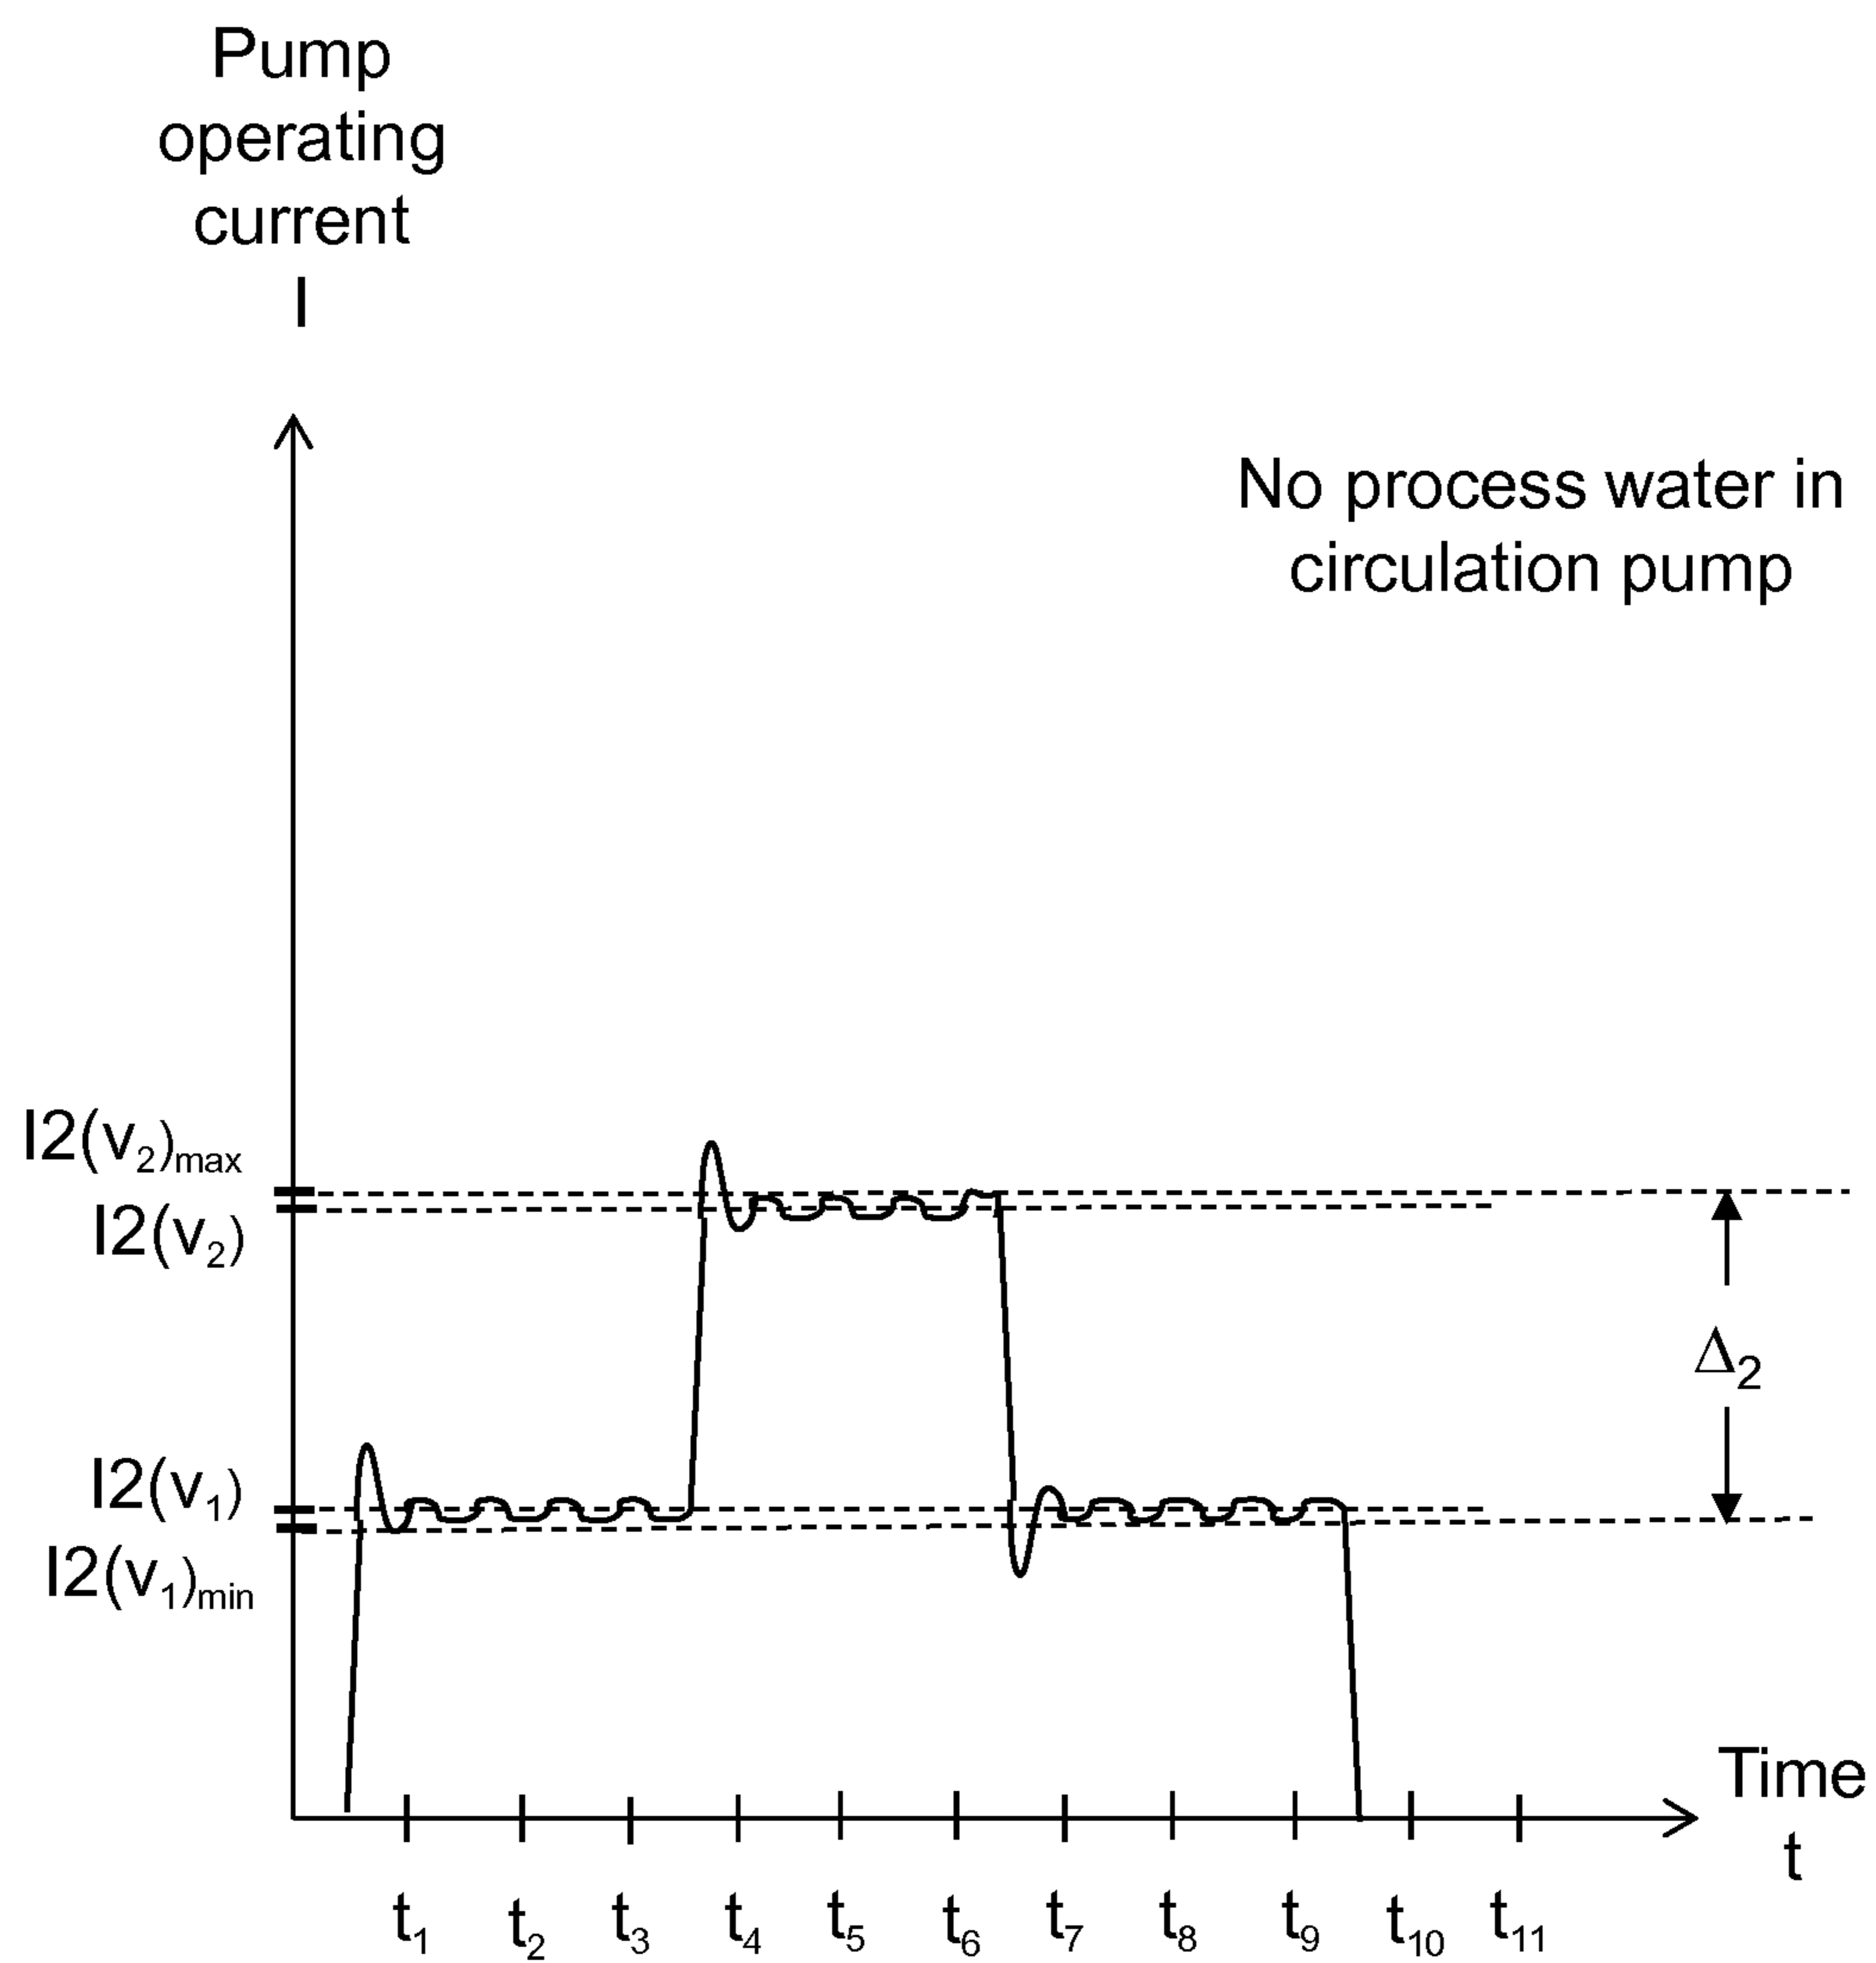 Pump
operating
current
I
No process water in
circulation pump
I2(v₂)max
I2(v₂)
Δ₂
I2(v₁)
I2(v₁)min
Time
t
t₁ t₂ t₃ t₄ t₅ t₆ t₇ t₈ t₉ t₁₀ t₁₁